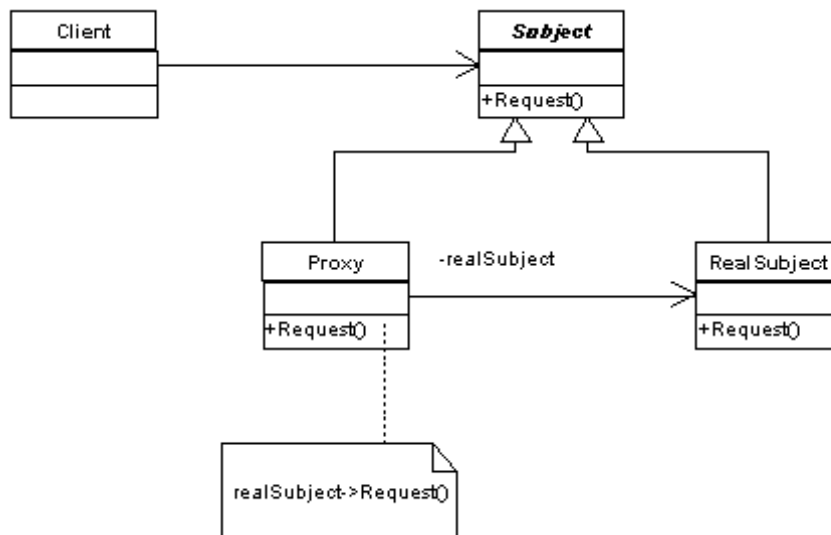 Client
Subject
+Request()
Proxy
-realSubject
RealSubject
+Request()
+Request()
realSubject->Request()